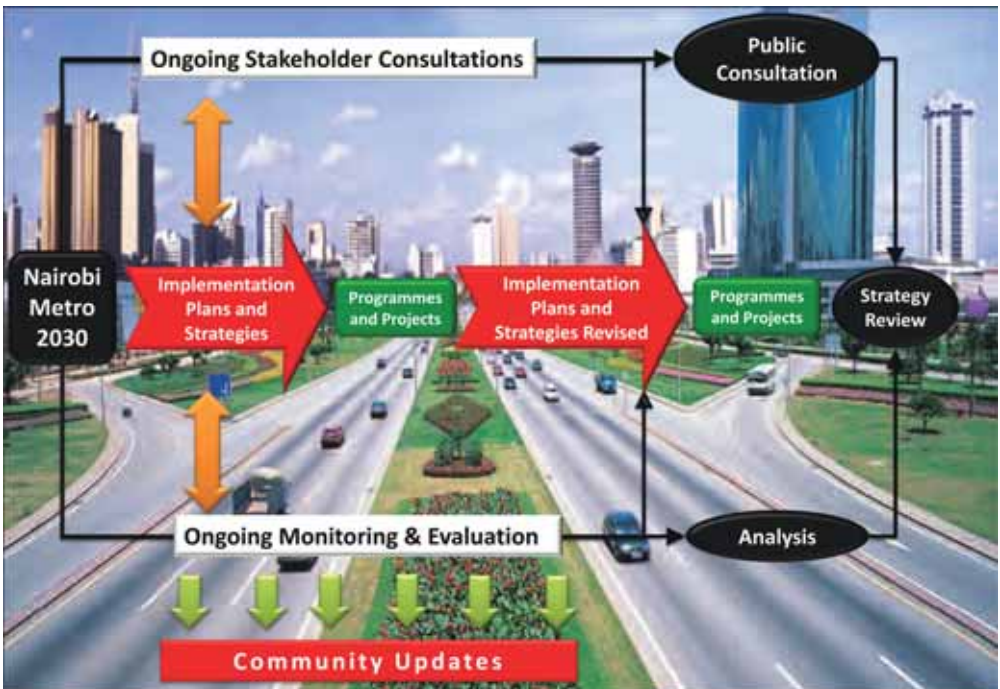 Ongoing Stakeholder Consultations
Public
Consultation
Nairobi
Metro
2030
Implementation
Plans and
Strategies
Programmes
and Projects
Implementation
Plans and
Strategies Revised
Programmes
and Projects
Strategy
Review
Ongoing Monitoring & Evaluation
Analysis
Community Updates